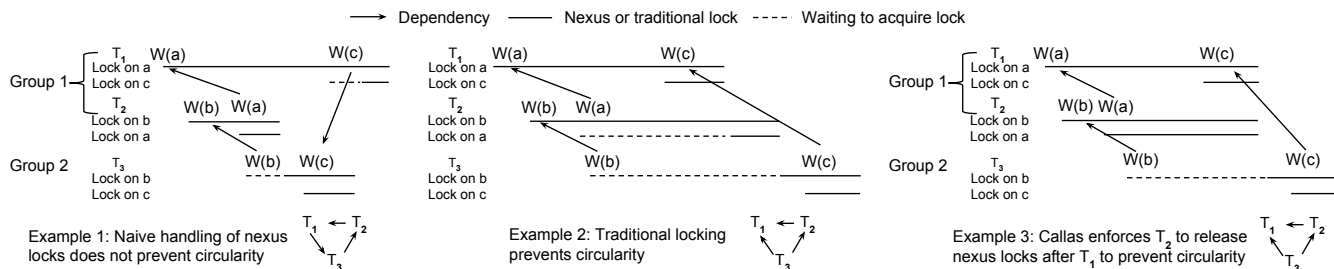 Dependency Nexus or traditional lock Waiting to acquire lock
Group 1
T1
W(a) W(c)
Lock on a
Lock on c
T2
W(b) W(a)
Lock on b
Lock on a
Group 2
T3
W(b) W(c)
Lock on b
Lock on c
Example 1: Naive handling of nexus
locks does not prevent circularity
T1 T2
T3
T1
W(a) W(c)
Lock on a
Lock on c
T2
W(b) W(a)
Lock on b
Lock on a
T3
W(b) W(c)
Lock on b
Lock on c
Example 2: Traditional locking
prevents circularity
T1 T2
T3
Group 1
T1
W(a) W(c)
Lock on a
Lock on c
T2
W(b) W(a)
Lock on b
Lock on a
Group 2
T3
W(b) W(c)
Lock on b
Lock on c
Example 3: Callas enforces T2 to release
nexus locks after T1 to prevent circularity
T1 T2
T3